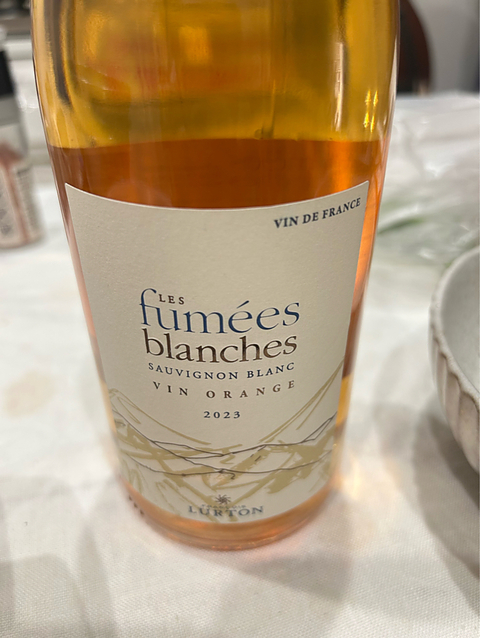 VIN DE FRANCE
LES
fumées
blanches
SAUVIGNON BLANC
VIN ORANGE
2023
LURTON